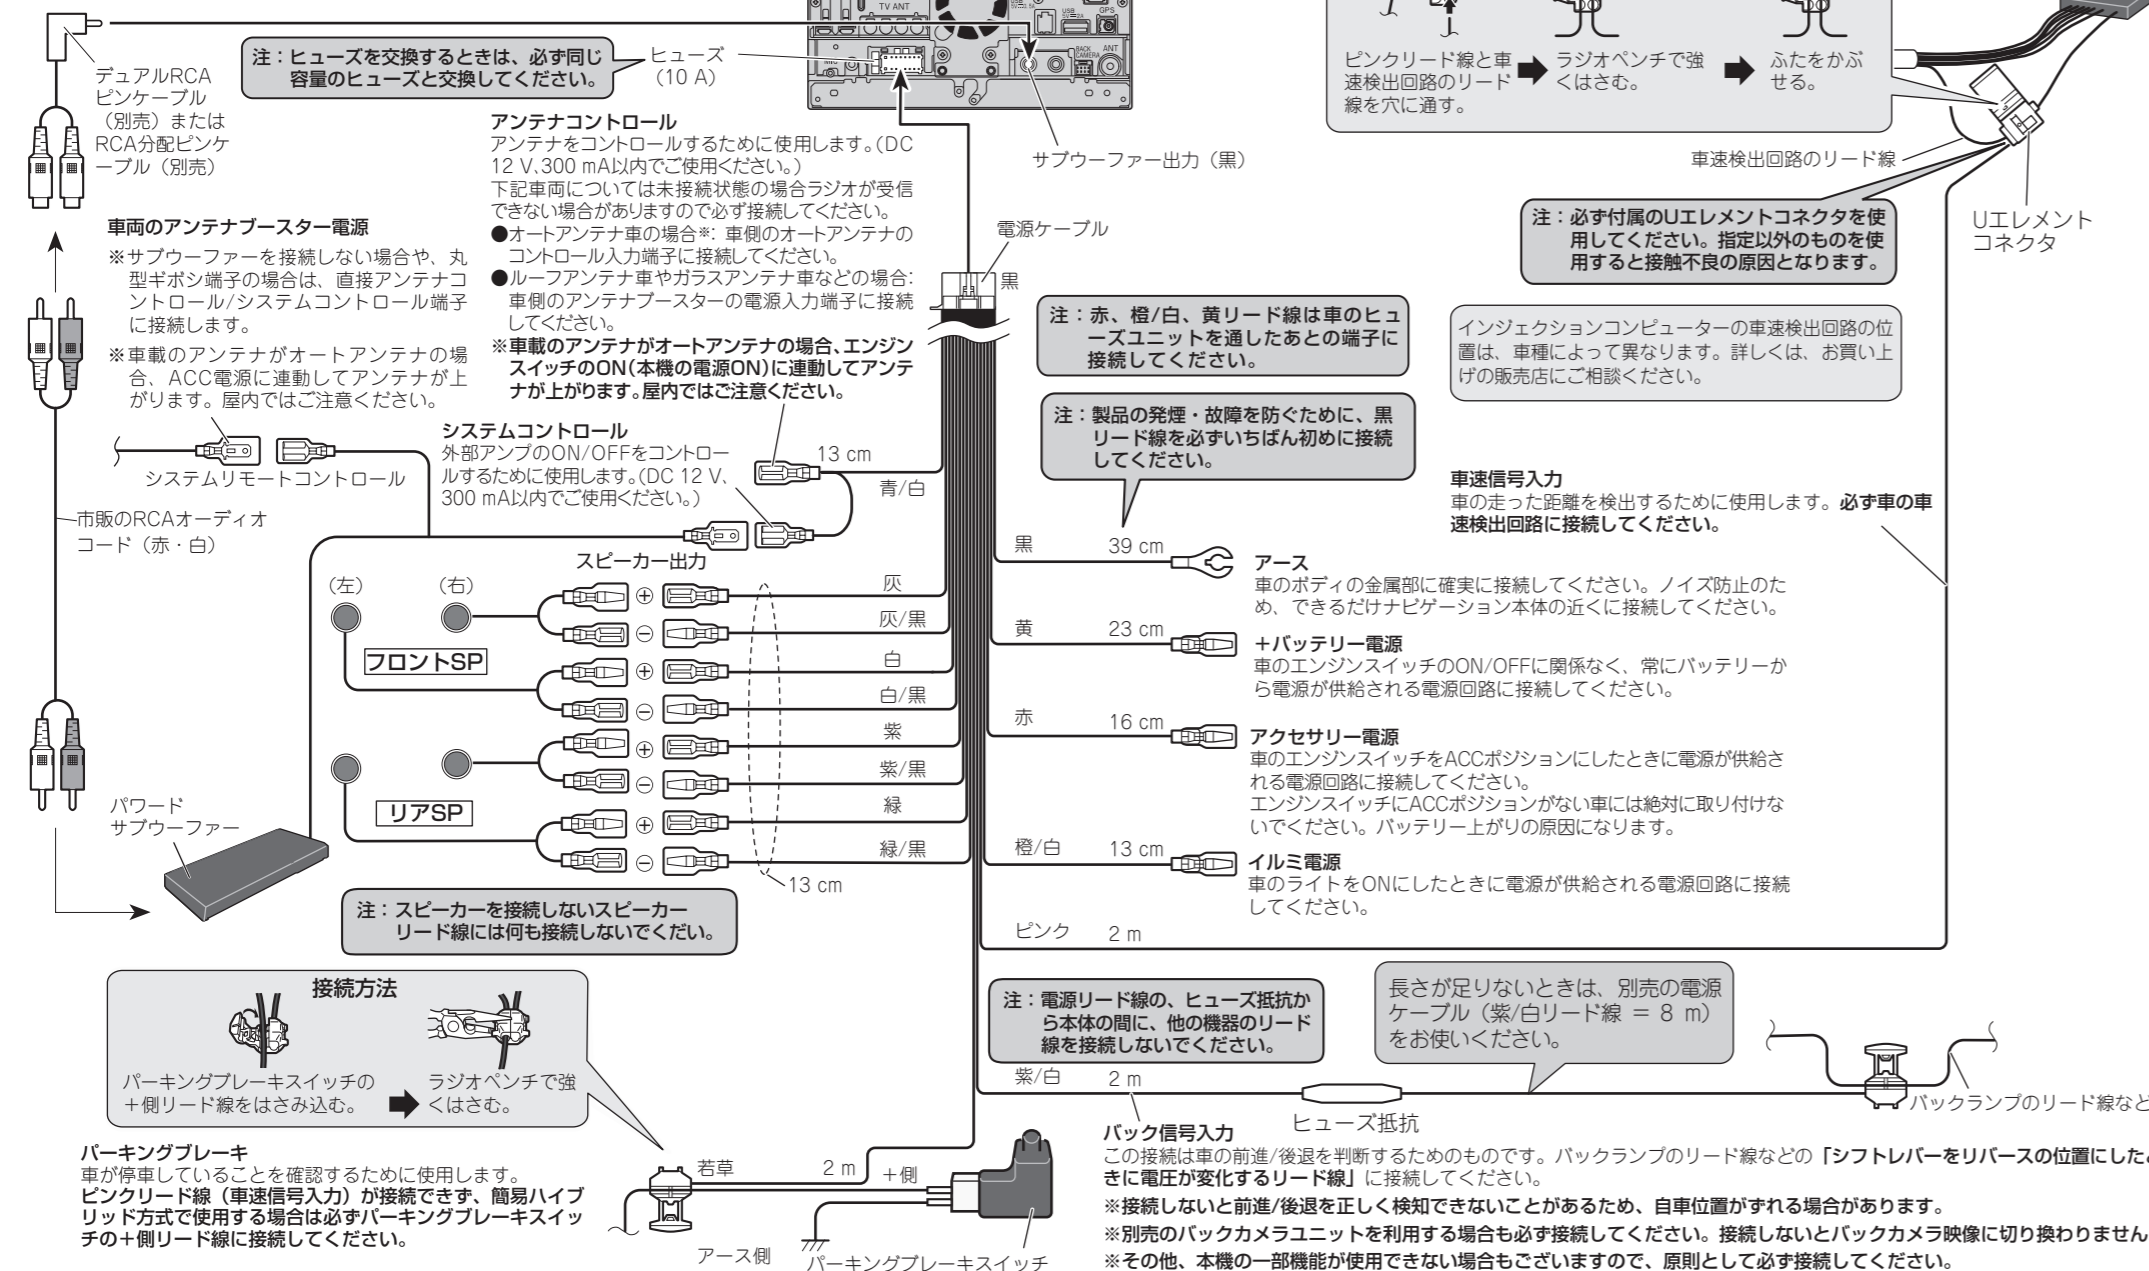 TV ANT
USB
5V⎓0.5A
USB
5V⎓2A
GPS
MIC
BACK
CAMERA
ANT
デュアルRCA
ピンケーブル
（別売）または
RCA分配ピンケ
ーブル（別売）
注：ヒューズを交換するときは、必ず同じ
容量のヒューズと交換してください。
ヒューズ
（10 A）
サブウーファー出力（黒）
ピンクリード線と車
速検出回路のリード
線を穴に通す。
ラジオペンチで強
くはさむ。
ふたをかぶ
せる。
車速検出回路のリード線
Uエレメント
コネクタ
注：必ず付属のUエレメントコネクタを使
用してください。指定以外のものを使
用すると接触不良の原因となります。
インジェクションコンピューターの車速検出回路の位
置は、車種によって異なります。詳しくは、お買い上
げの販売店にご相談ください。
アンテナコントロール
アンテナをコントロールするために使用します。（DC
12 V、300 mA以内でご使用ください。）
下記車両については未接続状態の場合ラジオが受信
できない場合がありますので必ず接続してください。
●オートアンテナ車の場合※：車側のオートアンテナの
コントロール入力端子に接続してください。
●ルーフアンテナ車やガラスアンテナ車などの場合：
車側のアンテナブースターの電源入力端子に接続
してください。
※車載のアンテナがオートアンテナの場合、エンジン
スイッチのON（本機の電源ON）に連動してアンテ
ナが上がります。屋内ではご注意ください。
車両のアンテナブースター電源
※サブウーファーを接続しない場合や、丸
型ギボシ端子の場合は、直接アンテナコ
ントロール/システムコントロール端子
に接続します。
※車載のアンテナがオートアンテナの場
合、ACC電源に連動してアンテナが上
がります。屋内ではご注意ください。
システムリモートコントロール
市販のRCAオーディオ
コード（赤・白）
システムコントロール
外部アンプのON/OFFをコントロー
ルするために使用します。（DC 12 V、
300 mA以内でご使用ください。）
13 cm
青/白
電源ケーブル
黒
注：赤、橙/白、黄リード線は車のヒュ
ーズユニットを通したあとの端子に
接続してください。
注：製品の発煙・故障を防ぐために、黒
リード線を必ずいちばん初めに接続
してください。
車速信号入力
車の走った距離を検出するために使用します。必ず車の車
速検出回路に接続してください。
スピーカー出力
（左）
（右）
フロントSP
リアSP
⊕
⊖
⊕
⊖
⊕
⊖
⊕
⊖
灰
灰/黒
白
白/黒
紫
紫/黒
緑
緑/黒
13 cm
パワード
サブウーファー
注：スピーカーを接続しないスピーカー
リード線には何も接続しないでくだい。
黒
39 cm
アース
車のボディの金属部に確実に接続してください。ノイズ防止のた
め、できるだけナビゲーション本体の近くに接続してください。
黄
23 cm
＋バッテリー電源
車のエンジンスイッチのON/OFFに関係なく、常にバッテリーか
ら電源が供給される電源回路に接続してください。
赤
16 cm
アクセサリー電源
車のエンジンスイッチをACCポジションにしたときに電源が供給さ
れる電源回路に接続してください。
エンジンスイッチにACCポジションがない車には絶対に取り付けな
いでください。バッテリー上がりの原因になります。
橙/白
13 cm
イルミ電源
車のライトをONにしたときに電源が供給される電源回路に接続
してください。
ピンク
2 m
注：電源リード線の、ヒューズ抵抗か
ら本体の間に、他の機器のリード
線を接続しないでください。
長さが足りないときは、別売の電源
ケーブル（紫/白リード線 ＝ 8 m）
をお使いください。
紫/白
2 m
ヒューズ抵抗
バックランプのリード線など
バック信号入力
この接続は車の前進/後退を判断するためのものです。バックランプのリード線などの「シフトレバーをリバースの位置にしたと
きに電圧が変化するリード線」に接続してください。
※接続しないと前進/後退を正しく検知できないことがあるため、自車位置がずれる場合があります。
※別売のバックカメラユニットを利用する場合も必ず接続してください。接続しないとバックカメラ映像に切り換わりません
※その他、本機の一部機能が使用できない場合もございますので、原則として必ず接続してください。
接続方法
パーキングブレーキスイッチの
＋側リード線をはさみ込む。
ラジオペンチで強
くはさむ。
パーキングブレーキ
車が停車していることを確認するために使用します。
ピンクリード線（車速信号入力）が接続できず、簡易ハイブ
リッド方式で使用する場合は必ずパーキングブレーキスイッ
チの＋側リード線に接続してください。
若草
2 m
＋側
アース側
パーキングブレーキスイッチ